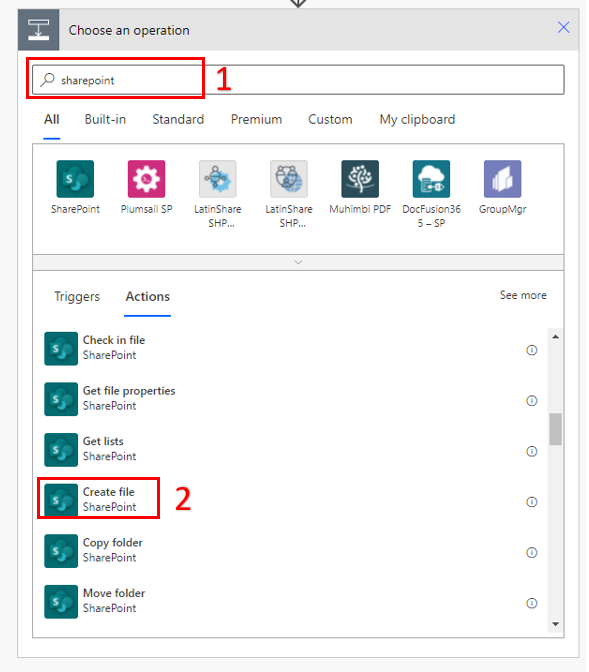 Choose an operation
sharepoint
1
All Built-in Standard Premium Custom My clipboard
SharePoint Plumsail SP LatinShare LatinShare Muhimbi PDF DocFusion36 GroupMgr
SHP... SHP... 5 – SP
Triggers Actions See more
Check in file
SharePoint
Get file properties
SharePoint
Get lists
SharePoint
Create file
SharePoint
2
Copy folder
SharePoint
Move folder
SharePoint